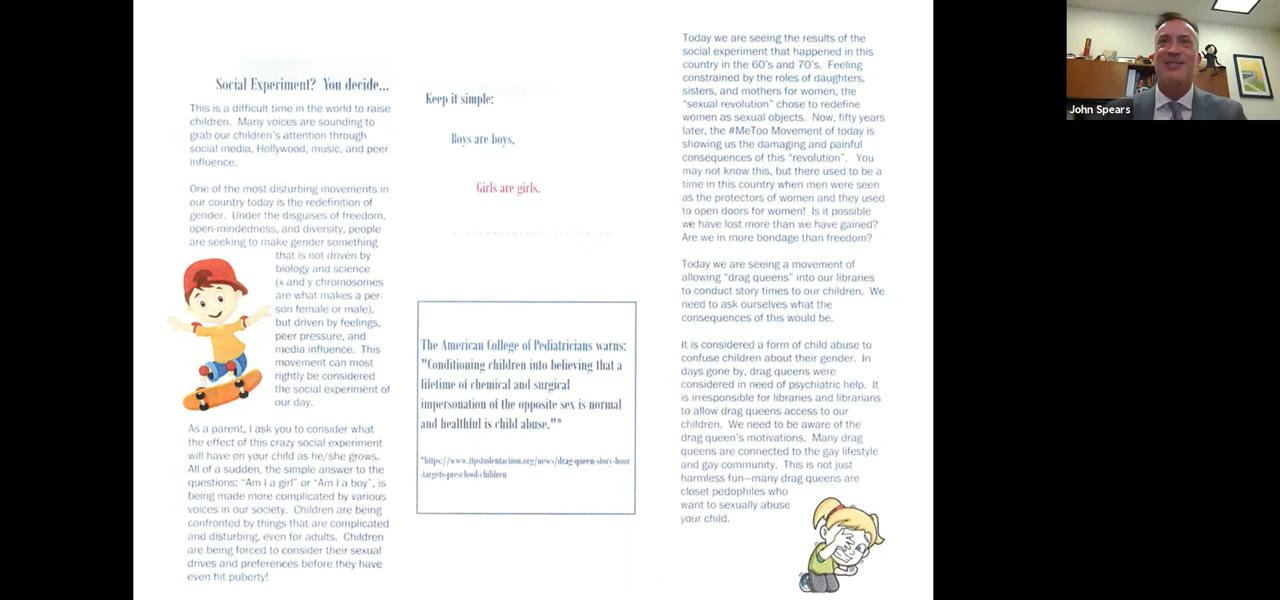 Social Experiment? You decide...
This is a difficult time in the world to raise
children. Many voices are sounding to
grab our children's attention through
social media, Hollywood, music, and peer
influence.
One of the most disturbing movements in
our country today is the redefinition of
gender. Under the disguises of freedom,
open-mindedness, and diversity, people
are seeking to make gender something
that is not driven by
biology and science
(x and y chromosomes
are what makes a per-
son female or male),
but driven by feelings,
peer pressure, and
media influence. This
movement can most
rightly be considered
the social experiment of
our day.
As a parent, I ask you to consider what
the effect of this crazy social experiment
will have on your child as he/she grows.
All of a sudden, the simple answer to the
questions: "Am I a girl" or "Am I a boy", is
being made more complicated by various
voices in our society. Children are being
confronted by things that are complicated
and disturbing, even for adults. Children
are being forced to consider their sexual
drives and preferences before they have
even hit puberty!
Keep it simple:
Boys are boys,
Girls are girls.
The American College of Pediatricians warns:
"Conditioning children into believing that a
lifetime of chemical and surgical
impersonation of the opposite sex is normal
and healthful is child abuse."*
*https://www.tfpstudentaction.org/news/drag-queen-story-hour
-targets-preschool-children
Today we are seeing the results of the
social experiment that happened in this
country in the 60's and 70's. Feeling
constrained by the roles of daughters,
sisters, and mothers for women, the
"sexual revolution" chose to redefine
women as sexual objects. Now, fifty years
later, the #MeToo Movement of today is
showing us the damaging and painful
consequences of this "revolution". You
may not know this, but there used to be a
time in this country when men were seen
as the protectors of women and they used
to open doors for women! Is it possible
we have lost more than we have gained?
Are we in more bondage than freedom?
Today we are seeing a movement of
allowing "drag queens" into our libraries
to conduct story times to our children. We
need to ask ourselves what the
consequences of this would be.
It is considered a form of child abuse to
confuse children about their gender. In
days gone by, drag queens were
considered in need of psychiatric help. It
is irresponsible for libraries and librarians
to allow drag queens access to our
children. We need to be aware of the
drag queen's motivations. Many drag
queens are connected to the gay lifestyle
and gay community. This is not just
harmless fun—many drag queens are
closet pedophiles who
want to sexually abuse
your child.
John Spears